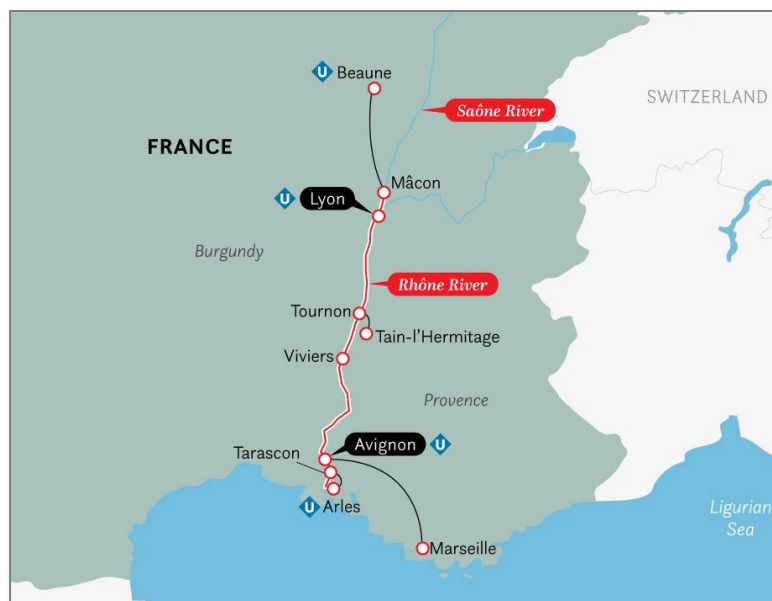 U
Beaune
SWITZERLAND
Saône River
FRANCE
Mâcon
U
Lyon
Burgundy
Rhône River
Tournon
Tain-l'Hermitage
Viviers
Provence
Avignon
U
Tarascon
U
Arles
Ligurian
Sea
Marseille